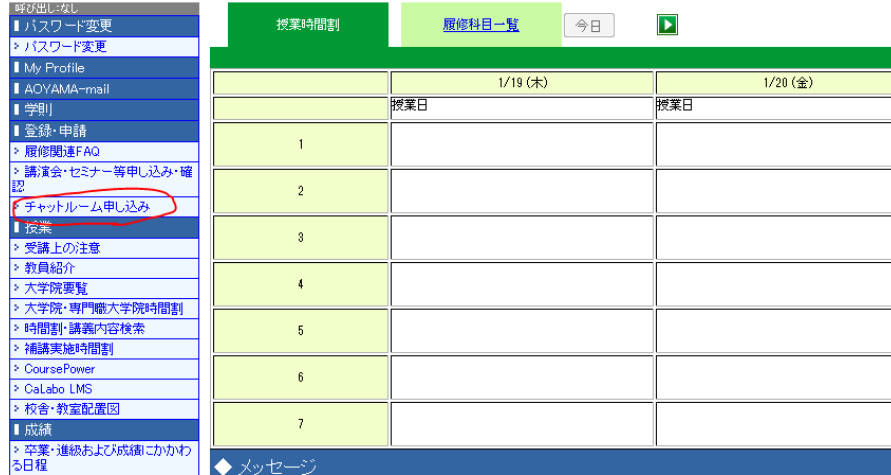 呼び出し:なし
パスワード変更
パスワード変更
My Profile
AOYAMA-mail
学則
登録・申請
履修関連FAQ
講演会・セミナー等申し込み・確
認
チャットルーム申し込み
授業
受講上の注意
教員紹介
大学院要覧
大学院・専門職大学院時間割
時間割・講義内容検索
補講実施時間割
CoursePower
CaLabo LMS
校舎・教室配置図
成績
卒業・進級および成績にかかわ
る日程
授業時間割 履修科目一覧 今日
1/19 (木) 1/20 (金)
授業日 授業日
1
2
3
4
5
6
7
◆ メッセージ